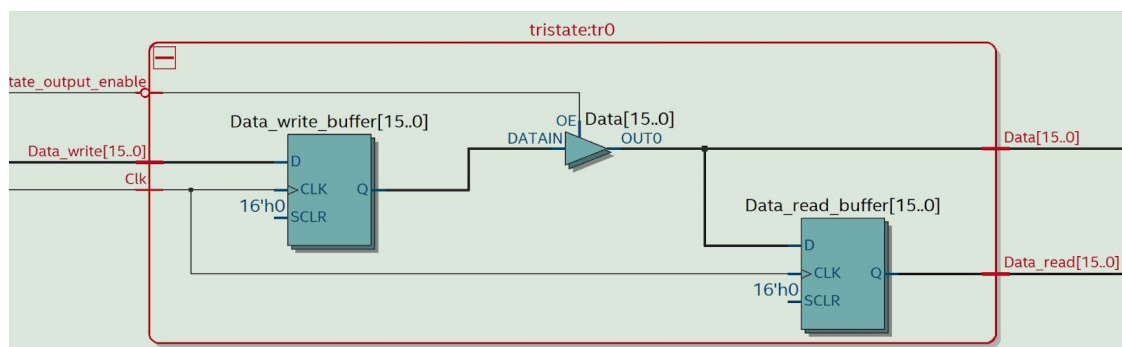 tristate:tr0
tate_output_enable
Data_write_buffer[15..0]
OE
Data[15..0]
DATAIN
OUT0
Data_write[15..0]
D
Data[15..0]
Clk
CLK
Q
16'h0
SCLR
Data_read_buffer[15..0]
D
CLK
Q
Data_read[15..0]
16'h0
SCLR